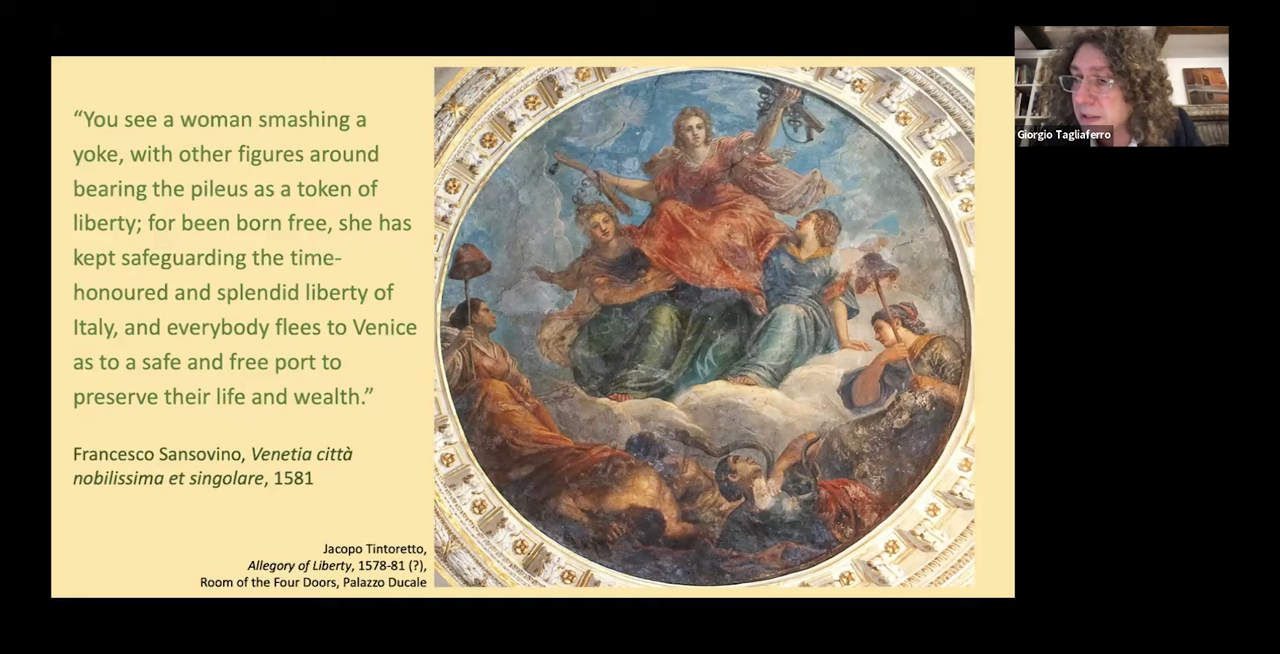 “You see a woman smashing a
yoke, with other figures around
bearing the pileus as a token of
liberty; for been born free, she has
kept safeguarding the time-
honoured and splendid liberty of
Italy, and everybody flees to Venice
as to a safe and free port to
preserve their life and wealth.”
Francesco Sansovino, Venetia città
nobilissima et singolare, 1581
Jacopo Tintoretto,
Allegory of Liberty, 1578-81 (?),
Room of the Four Doors, Palazzo Ducale
Giorgio Tagliaferro